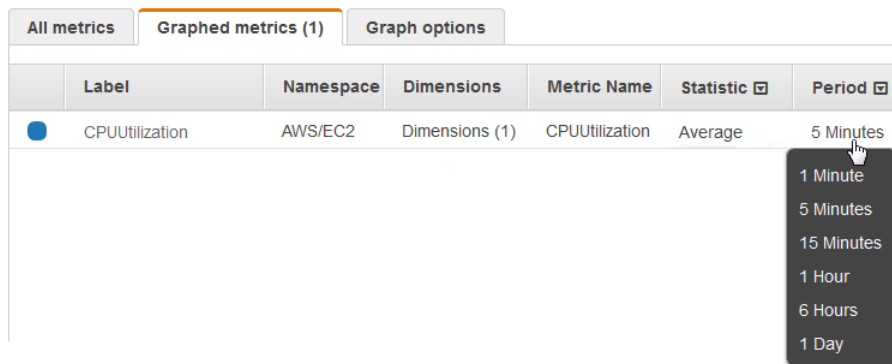 All metrics Graphed metrics (1) Graph options
Label Namespace Dimensions Metric Name Statistic Period
CPUUtilization AWS/EC2 Dimensions (1) CPUUtilization Average 5 Minutes
1 Minute
5 Minutes
15 Minutes
1 Hour
6 Hours
1 Day